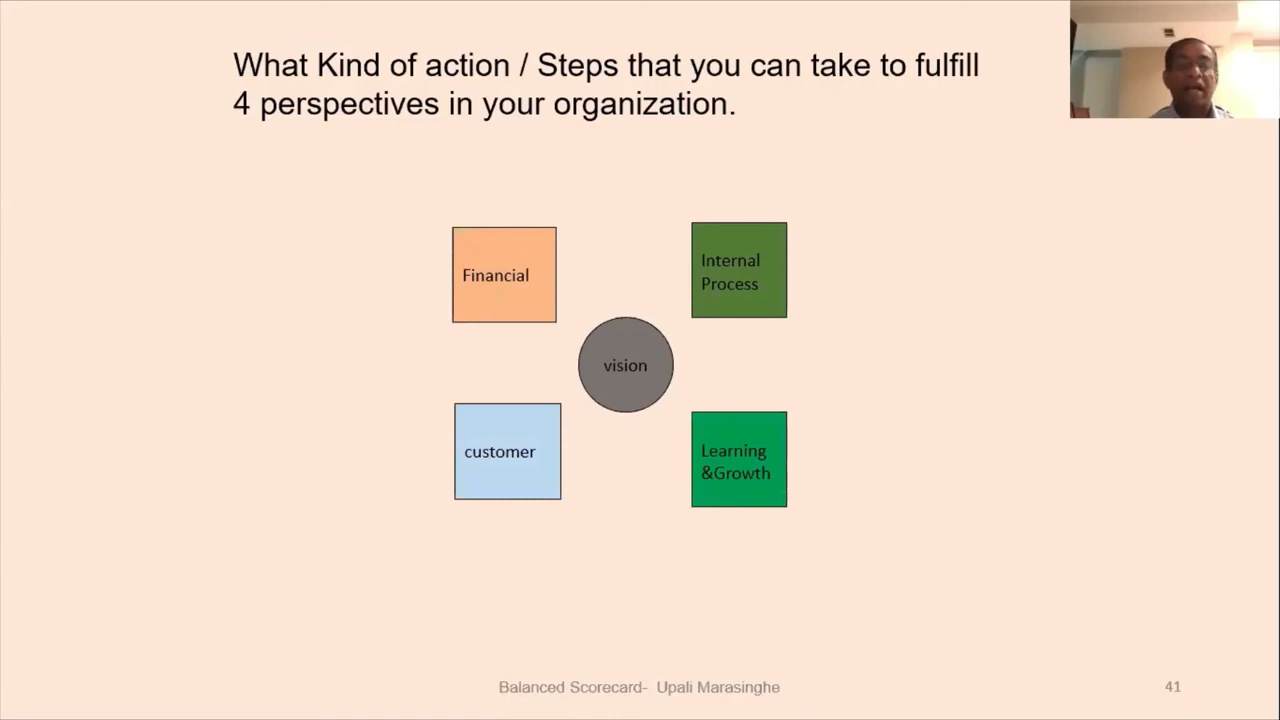 What Kind of action / Steps that you can take to fulfill
4 perspectives in your organization.
Financial
Internal
Process
vision
customer
Learning
&Growth
Balanced Scorecard- Upali Marasinghe
41